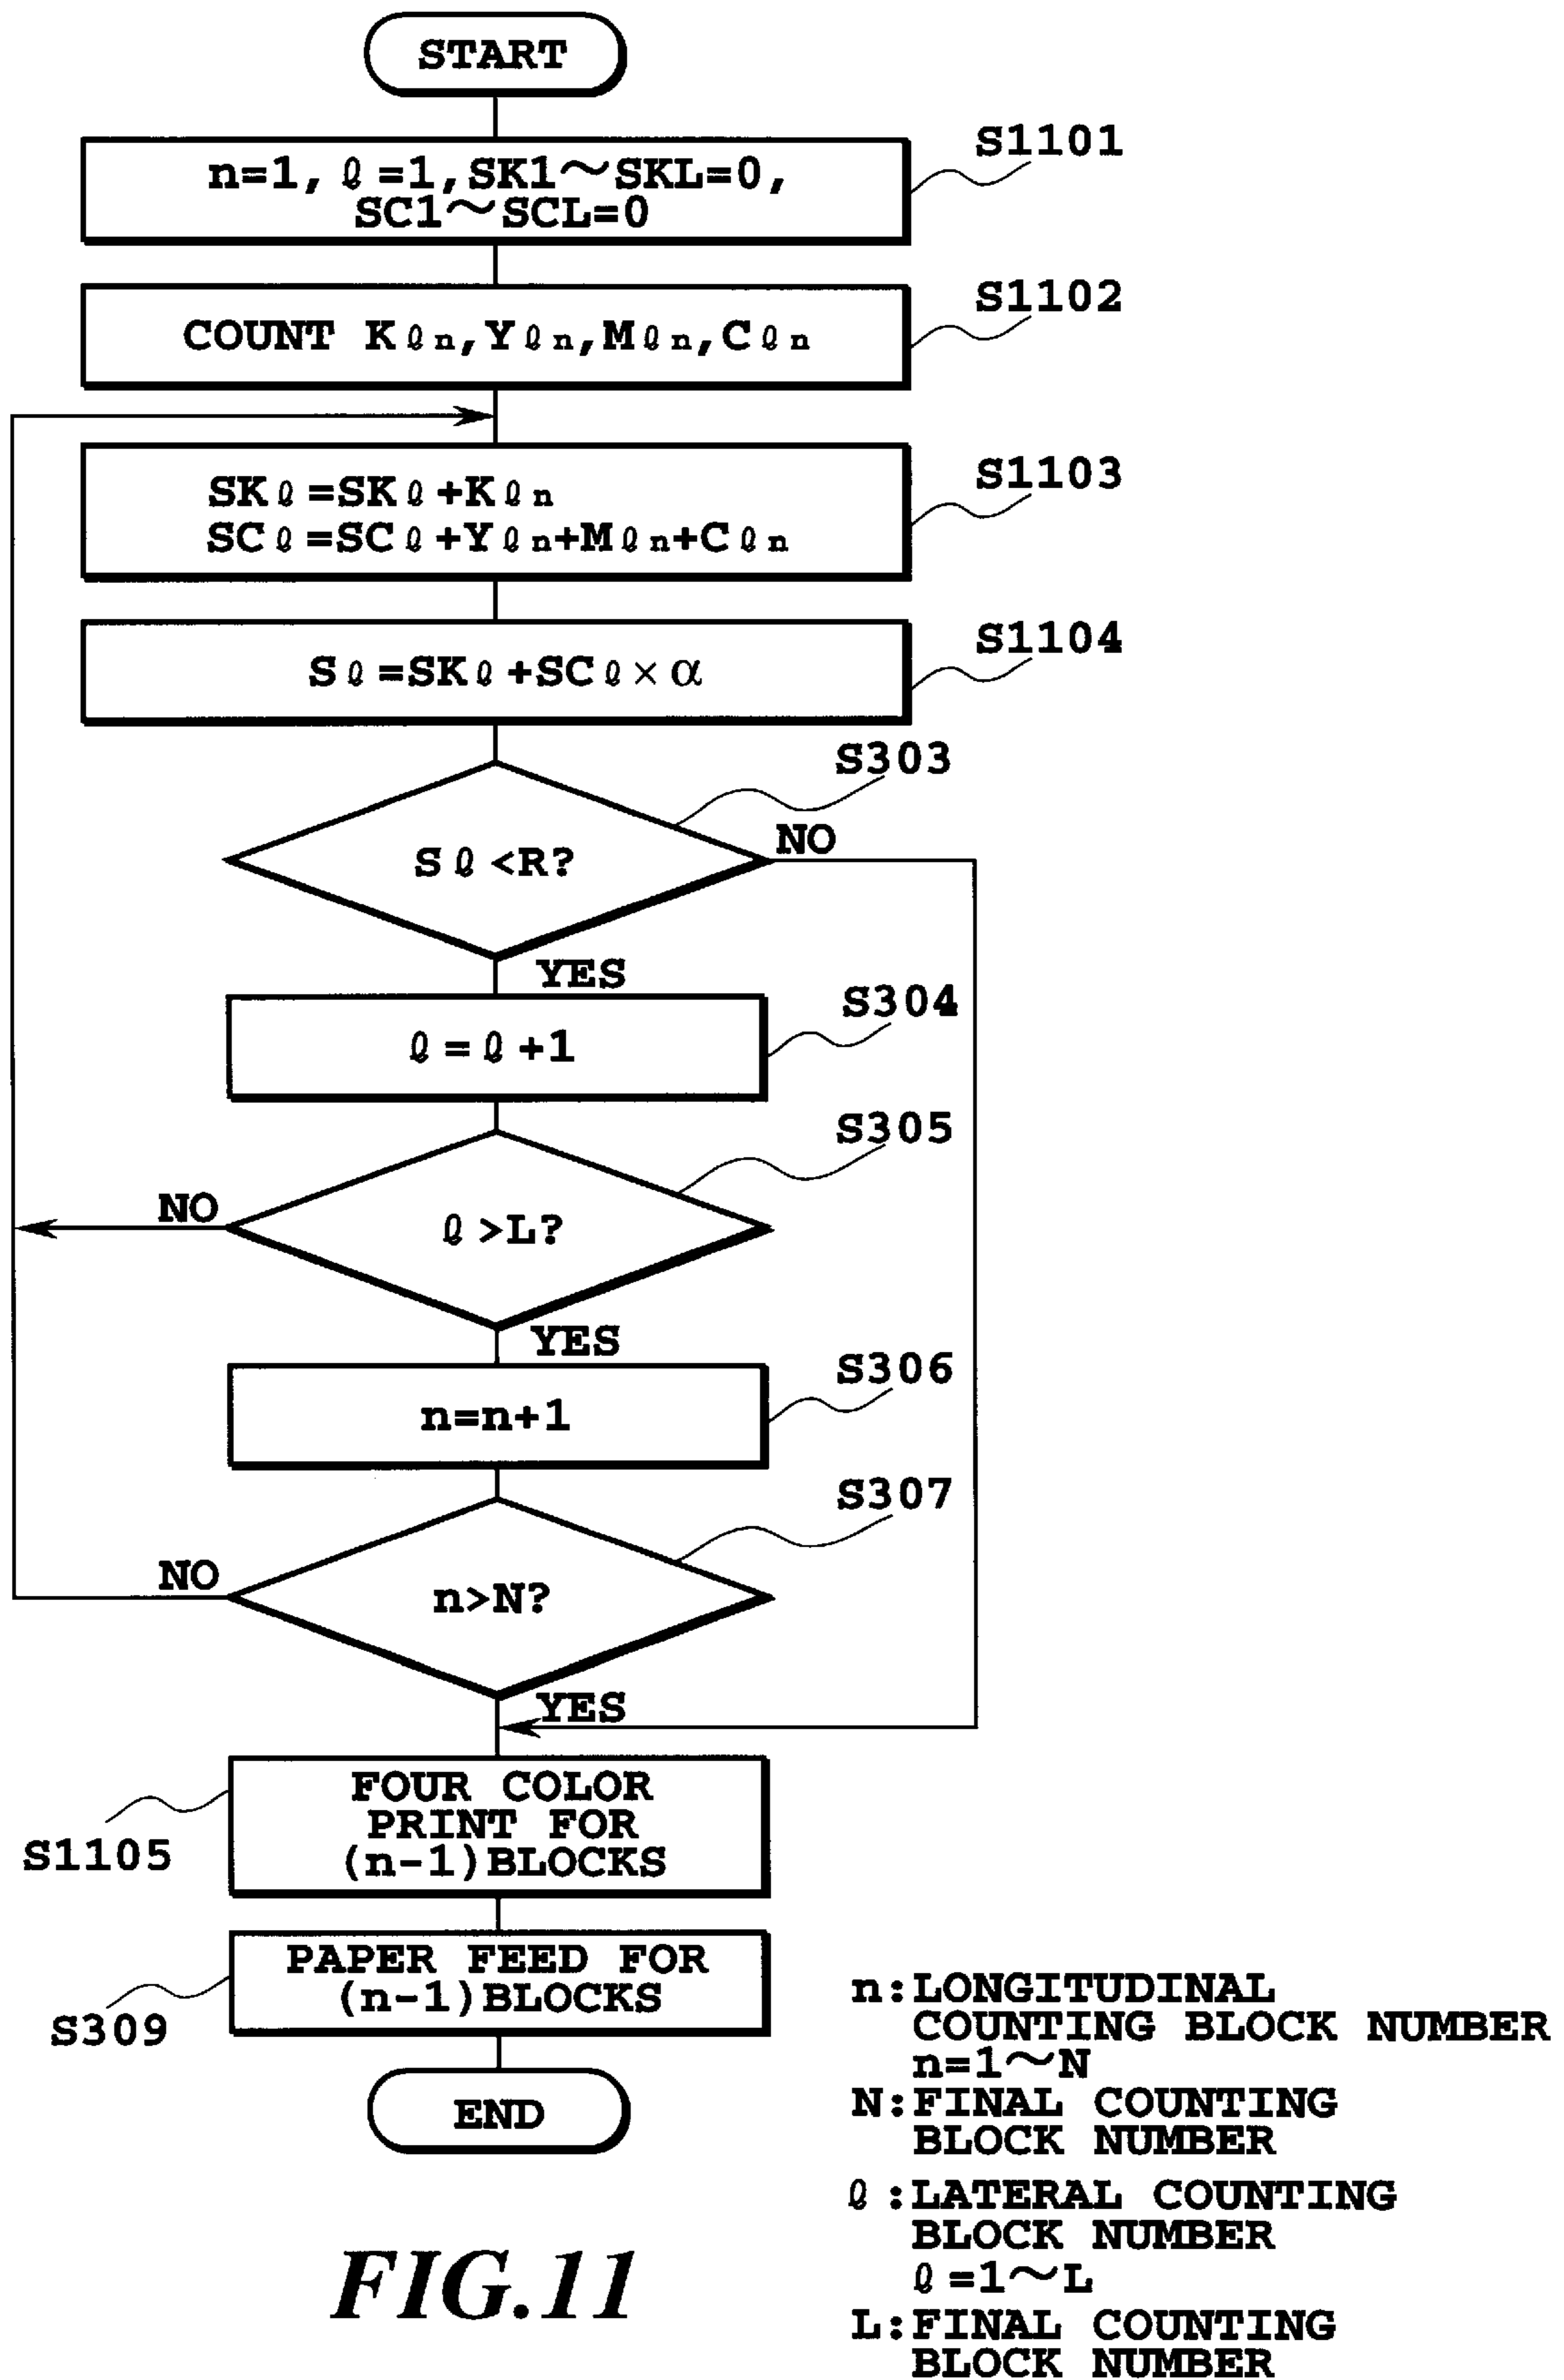 START
S1101
n=1, ℓ=1,SK1～SKL=0,
SC1～SCL=0
S1102
COUNT Kℓn,Yℓn,Mℓn,Cℓn
S1103
SKℓ=SKℓ+Kℓn
SCℓ=SCℓ+Yℓn+Mℓn+Cℓn
S1104
Sℓ=SKℓ+SCℓ×α
S303
Sℓ<R?
NO
YES
S304
ℓ=ℓ+1
S305
NO
ℓ>L?
YES
S306
n=n+1
S307
NO
n>N?
YES
FOUR COLOR
PRINT FOR
(n-1)BLOCKS
S1105
PAPER FEED FOR
(n-1)BLOCKS
S309
END
n:LONGITUDINAL
COUNTING BLOCK NUMBER
n=1～N
N:FINAL COUNTING
BLOCK NUMBER
ℓ:LATERAL COUNTING
BLOCK NUMBER
ℓ=1～L
L:FINAL COUNTING
BLOCK NUMBER
FIG.11